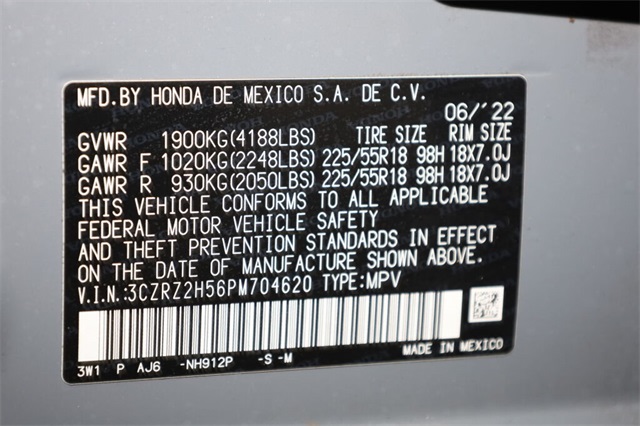 MFD.BY HONDA DE MEXICO S.A. DE C.V.
06/'22
GVWR 1900KG(4188LBS) TIRE SIZE RIM SIZE
GAWR F 1020KG(2248LBS) 225/55R18 98H 18X7.0J
GAWR R 930KG(2050LBS) 225/55R18 98H 18X7.0J
THIS VEHICLE CONFORMS TO ALL APPLICABLE
FEDERAL MOTOR VEHICLE SAFETY
AND THEFT PREVENTION STANDARDS IN EFFECT
ON THE DATE OF MANUFACTURE SHOWN ABOVE.
V.I.N.:3CZRZ2H56PM704620 TYPE:MPV
3W1 P AJ6 -NH912P -S -M MADE IN MEXICO